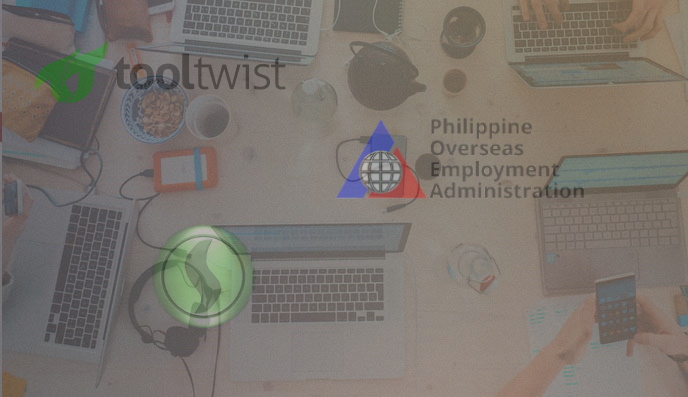 tooltwist
Philippine
Overseas
Employment
Administration